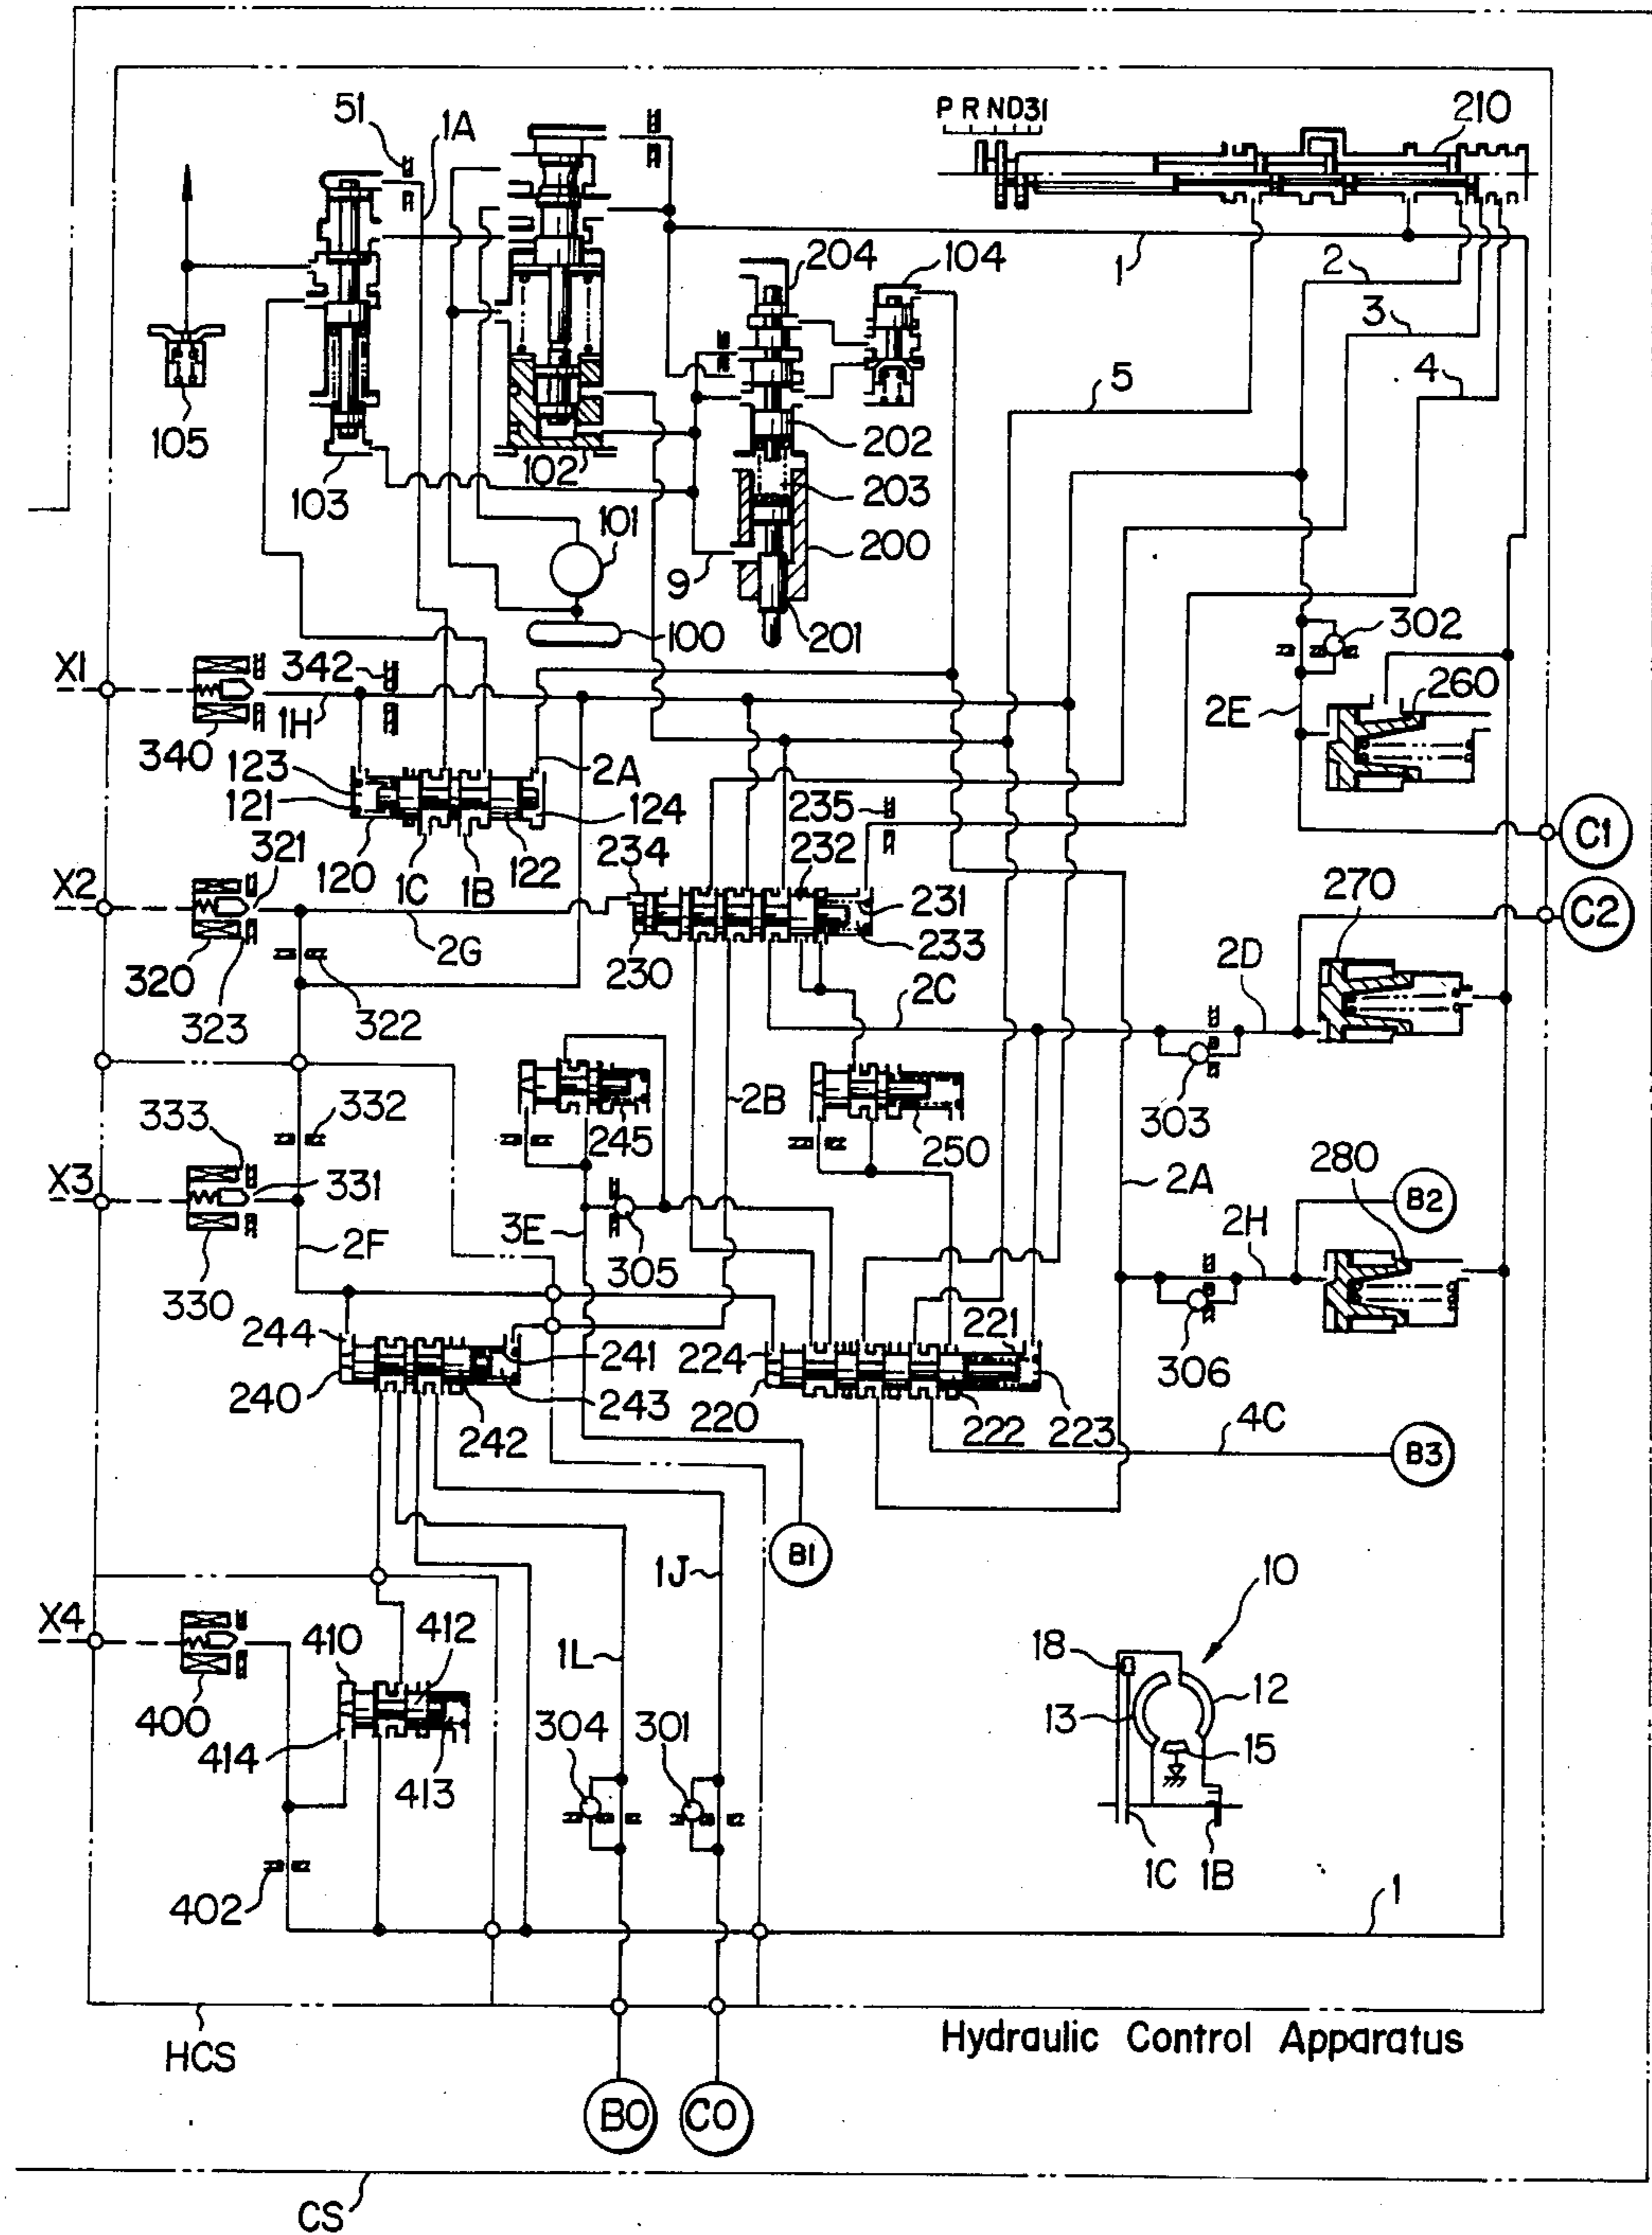 51
1A
P R N D 3 1
210
204
104
1
2
3
4
5
105
103
102
101
100
9
202
203
200
201
302
X1
342
1H
340
2E
260
123
121
120
1C
1B
122
2A
124
234
235
232
C1
X2
321
320
323
2G
322
230
231
233
2C
2D
270
C2
333
332
X3
331
330
2F
245
2B
250
303
3E
305
2A
280
B2
2H
306
244
240
241
243
242
224
220
221
222
223
4C
B3
B1
1J
10
X4
410
412
1L
18
12
13
15
400
414
413
304
301
1C
1B
402
1
HCS
Hydraulic Control Apparatus
B0
C0
CS